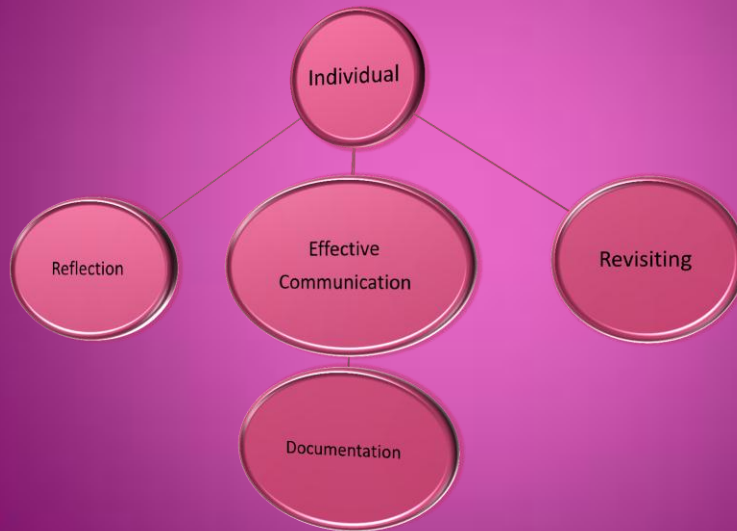 Individual
Reflection
Effective
Communication
Revisiting
Documentation